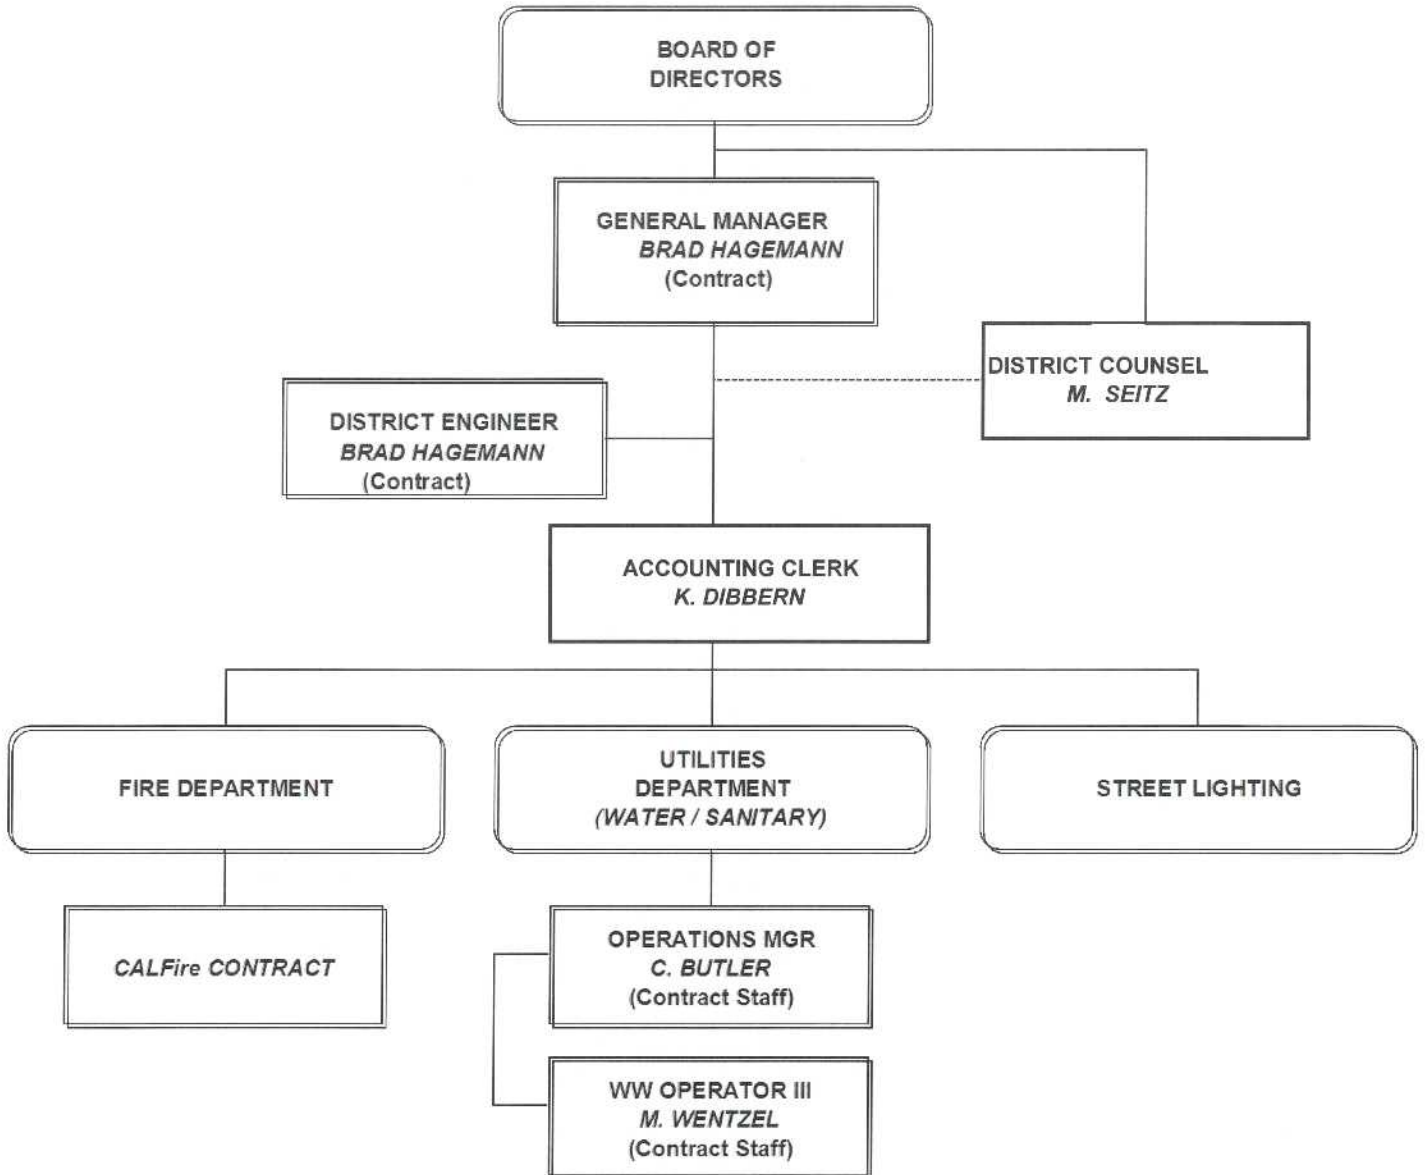 BOARD OF
DIRECTORS
GENERAL MANAGER
BRAD HAGEMANN
(Contract)
DISTRICT COUNSEL
M. SEITZ
DISTRICT ENGINEER
BRAD HAGEMANN
(Contract)
ACCOUNTING CLERK
K. DIBBERN
FIRE DEPARTMENT
UTILITIES
DEPARTMENT
(WATER / SANITARY)
STREET LIGHTING
CALFire CONTRACT
OPERATIONS MGR
C. BUTLER
(Contract Staff)
WW OPERATOR III
M. WENTZEL
(Contract Staff)